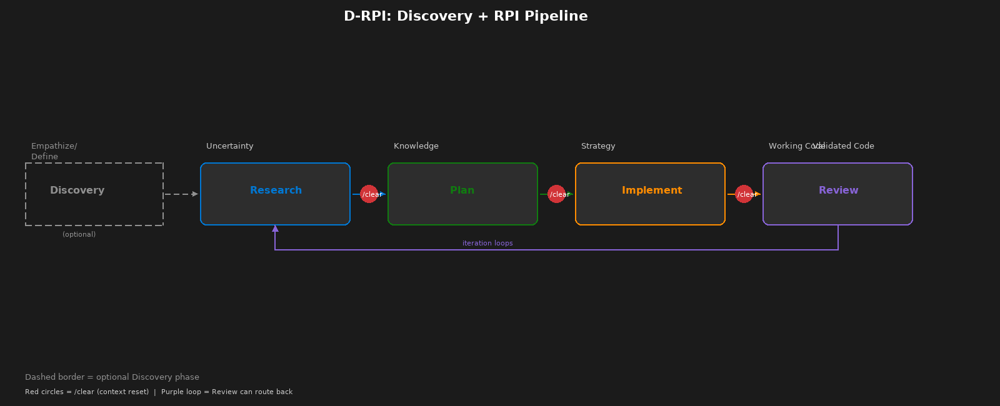 D-RPI: Discovery + RPI Pipeline
Empathize/
Define
Uncertainty
Knowledge
Strategy
Working Code
Validated Code
Discovery
Research
/clear
Plan
/clear
Implement
/clear
Review
(optional)
iteration loops
Dashed border = optional Discovery phase
Red circles = /clear (context reset)  |  Purple loop = Review can route back